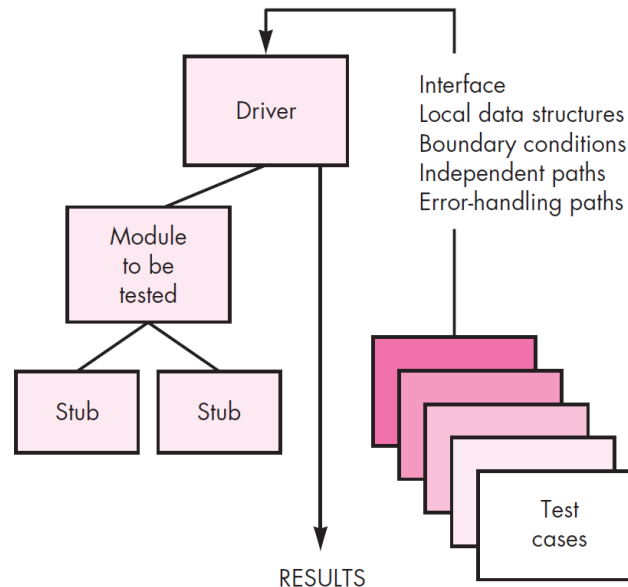 Driver
Interface
Local data structures
Boundary conditions
Independent paths
Error-handling paths
Module
to be
tested
Stub
Stub
Test
cases
RESULTS